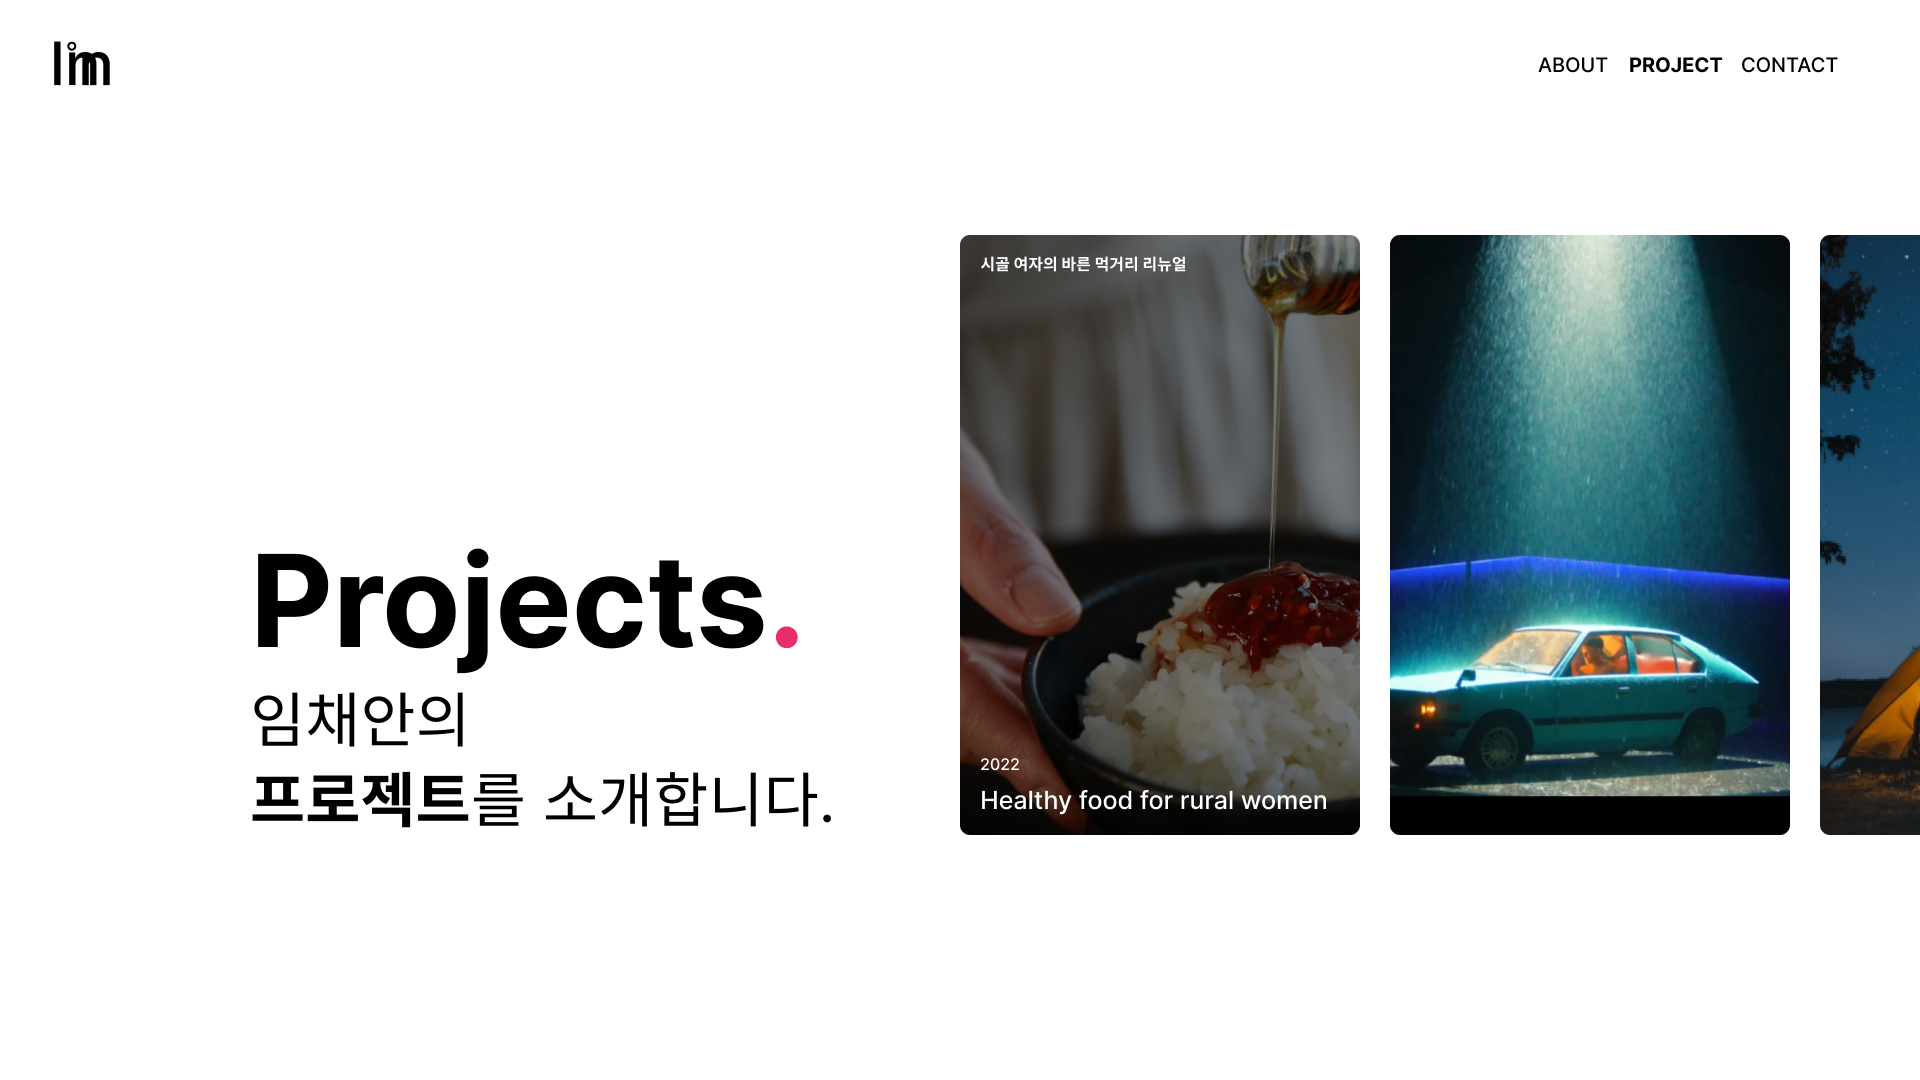 lim
ABOUT PROJECT CONTACT
시골 여자의 바른 먹거리 리뉴얼
Projects.
임채안의
프로젝트를 소개합니다.
2022
Healthy food for rural women